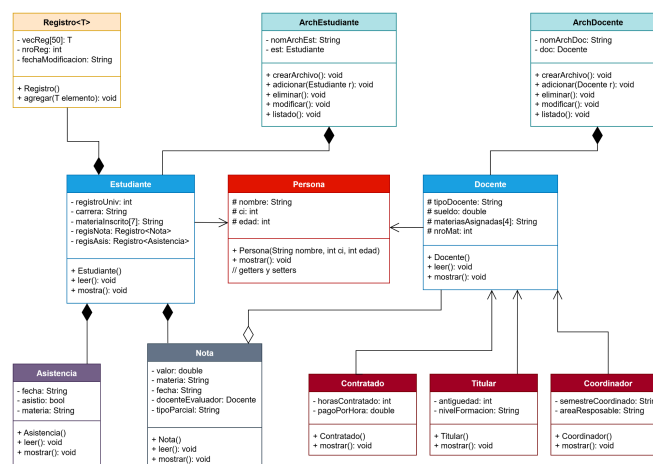 Registro<T>
- vecReg[50]: T
- nroReg: int
- fechaModificacion: String
+ Registro()
+ agregar(T elemento): void
ArchEstudiante
- nomArchEst: String
- est: Estudiante
+ crearArchivo(): void
+ adicionar(Estudiante r): void
+ eliminar(): void
+ modificar(): void
+ listado(): void
ArchDocente
- nomArchDoc: String
- doc: Docente
+ crearArchivo(): void
+ adicionar(Docente r): void
+ eliminar(): void
+ modificar(): void
+ listado(): void
Estudiante
- registroUniv: int
- carrera: String
- materiaInscrito[7]: String
- regisNota: Registro<Nota>
- regisAsis: Registro<Asistencia>
+ Estudiante()
+ leer(): void
+ mostra(): void
Persona
# nombre: String
# ci: int
# edad: int
+ Persona(String nombre, int ci, int edad)
+ mostrar(): void
// getters y setters
Docente
# tipoDocente: String
# sueldo: double
# materiasAsignadas[4]: String
# nroMat: int
+ Docente()
+ leer(): void
+ mostrar(): void
Asistencia
- fecha: String
- asistio: bool
- materia: String
+ Asistencia()
+ leer(): void
+ mostrar(): void
Nota
- valor: double
- materia: String
- fecha: String
- docenteEvaluador: Docente
- tipoParcial: String
+ Nota()
+ leer(): void
+ mostrar(): void
Contratado
- horasContratado: int
- pagoPorHora: double
+ Contratado()
+ mostrar(): void
Titular
- antiguedad: int
- nivelFormacion: String
+ Titular()
+ mostrar(): void
Coordinador
- semestreCoordinado: Strin
- areaResposable: String
+ Coordinador()
+ mostrar(): void